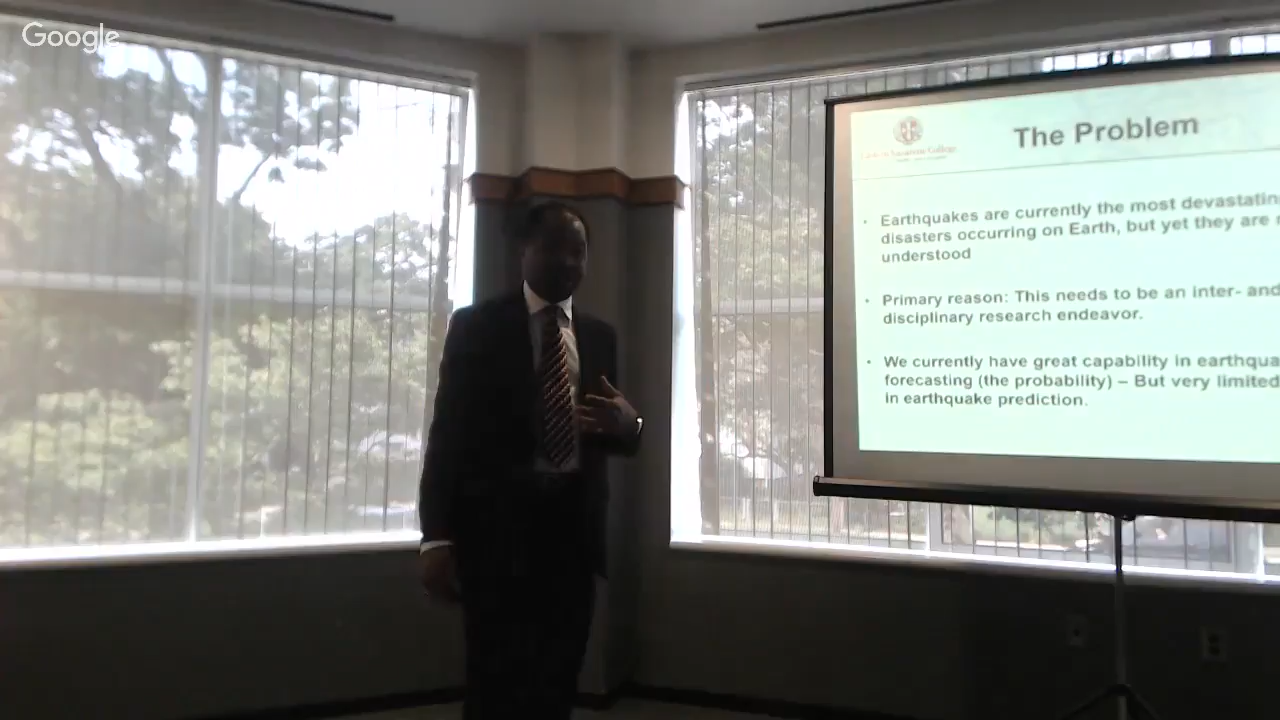 Google
The Problem
• Earthquakes are currently the most devastatin
disasters occurring on Earth, but yet they are
understood
• Primary reason: This needs to be an inter- and
disciplinary research endeavor.
• We currently have great capability in earthqua
forecasting (the probability) – But very limited
in earthquake prediction.